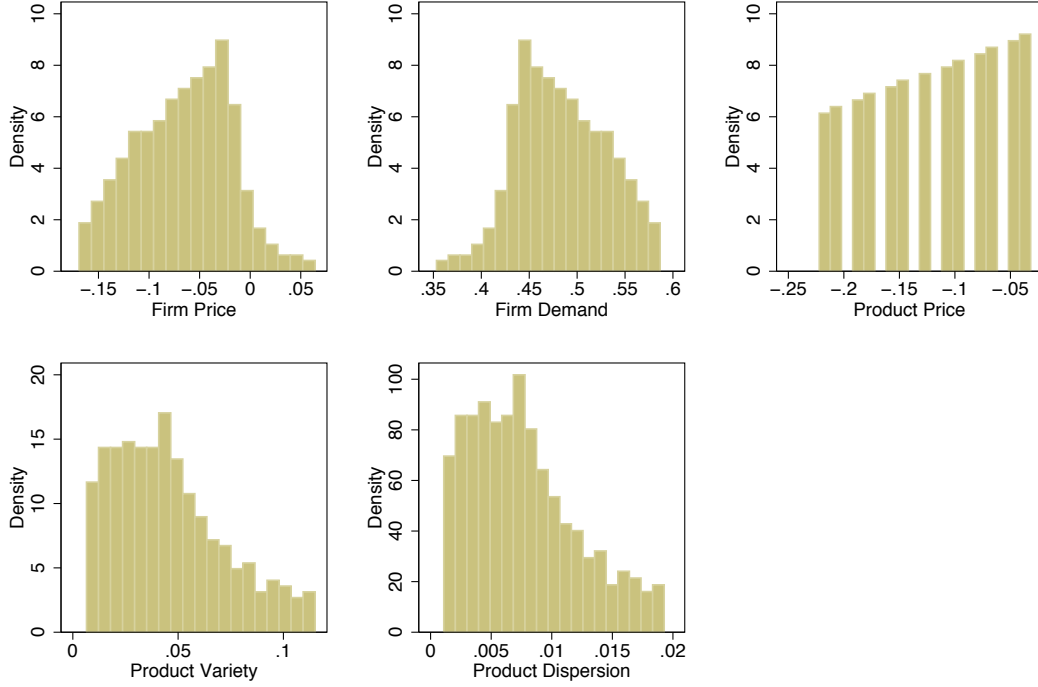 Density
0 2 4 6 8 10
−.15 −.1 −.05 0 .05
Firm Price
Density
0 2 4 6 8 10
.35 .4 .45 .5 .55 .6
Firm Demand
Density
0 2 4 6 8 10
−.25 −.2 −.15 −.1 −.05
Product Price
Density
0 5 10 15 20
0 .05 .1
Product Variety
Density
0 20 40 60 80 100
0 .005 .01 .015 .02
Product Dispersion